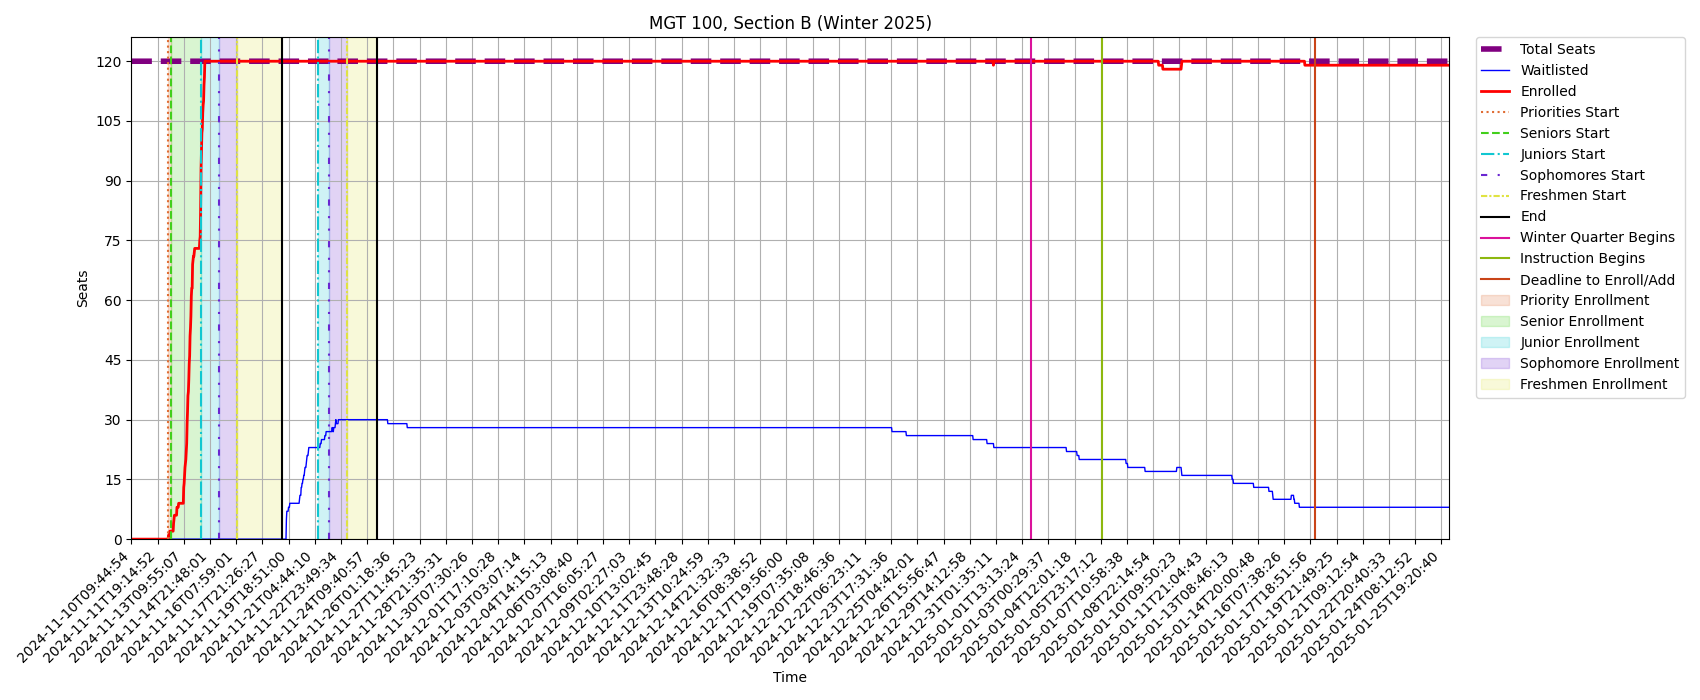 MGT 100, Section B (Winter 2025)
Seats
120
105
90
75
60
45
30
15
0
2024-11-10T09:44:54
2024-11-11T19:14:52
2024-11-13T09:55:07
2024-11-14T21:48:01
2024-11-16T07:59:01
2024-11-17T21:26:27
2024-11-19T18:51:00
2024-11-21T04:44:10
2024-11-22T23:49:34
2024-11-24T09:40:57
2024-11-26T01:18:36
2024-11-27T11:45:23
2024-11-28T21:35:31
2024-11-30T07:30:26
2024-12-01T17:10:28
2024-12-03T03:07:14
2024-12-04T14:15:13
2024-12-06T03:08:40
2024-12-07T16:05:27
2024-12-09T02:27:03
2024-12-10T13:02:45
2024-12-11T23:48:28
2024-12-13T10:24:59
2024-12-14T21:32:33
2024-12-16T08:38:52
2024-12-17T19:56:00
2024-12-19T07:35:08
2024-12-20T18:46:36
2024-12-22T06:23:11
2024-12-23T17:31:36
2024-12-25T04:42:01
2024-12-26T15:56:47
2024-12-29T14:12:58
2024-12-31T01:35:11
2025-01-01T13:13:24
2025-01-03T00:29:37
2025-01-04T12:01:18
2025-01-05T23:17:12
2025-01-07T10:58:38
2025-01-08T22:14:54
2025-01-10T09:50:23
2025-01-11T21:04:43
2025-01-13T08:46:13
2025-01-14T20:00:48
2025-01-16T07:38:26
2025-01-17T18:51:56
2025-01-19T21:49:25
2025-01-21T09:12:54
2025-01-22T20:40:33
2025-01-24T08:12:52
2025-01-25T19:20:40
Time
Total Seats
Waitlisted
Enrolled
Priorities Start
Seniors Start
Juniors Start
Sophomores Start
Freshmen Start
End
Winter Quarter Begins
Instruction Begins
Deadline to Enroll/Add
Priority Enrollment
Senior Enrollment
Junior Enrollment
Sophomore Enrollment
Freshmen Enrollment